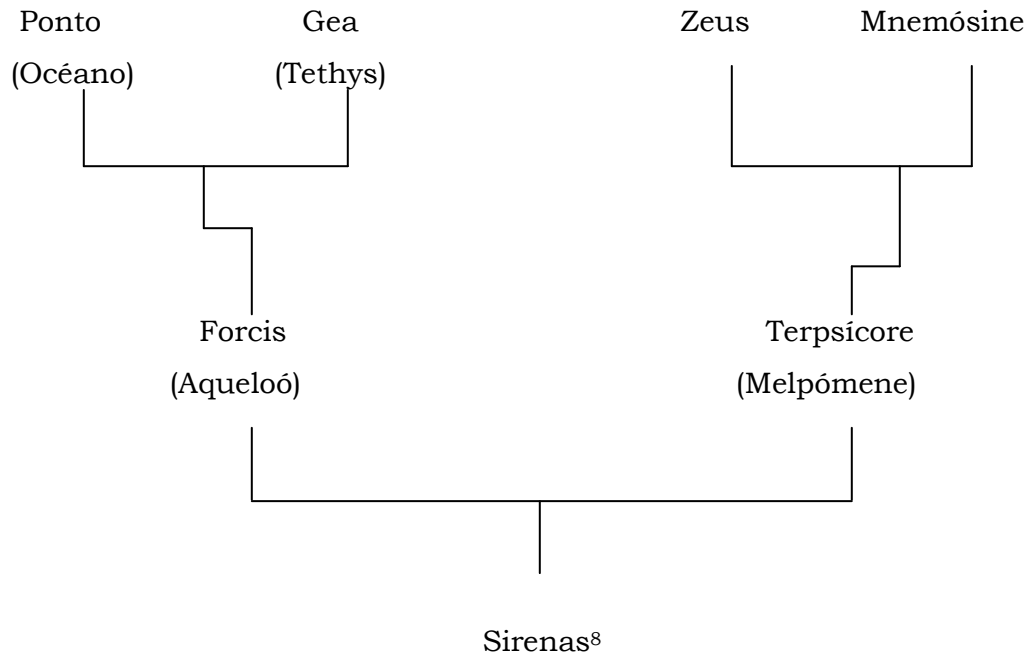 Ponto Gea Zeus Mnemósine
(Océano) (Tethys)
Forcis Terpsícore
(Aqueloó) (Melpómene)
Sirenas⁸